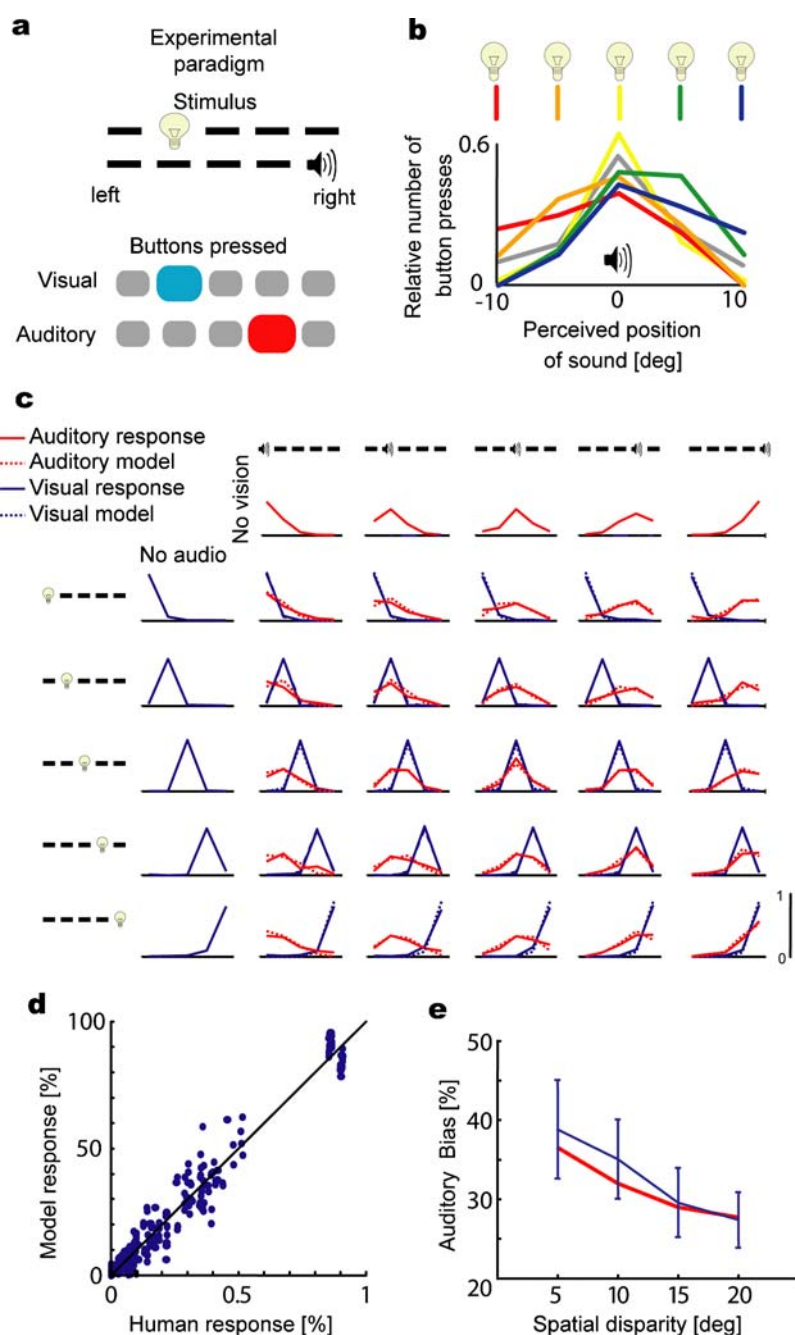 a
Experimental
paradigm
Stimulus
left
right
Buttons pressed
Visual
Auditory
b
Relative number of
button presses
0.6
0
-10
0
10
Perceived position
of sound [deg]
c
Auditory response
Auditory model
Visual response
Visual model
No vision
No audio
1
0
d
Model response [%]
100
50
0
0
0.5
1
Human response [%]
e
Auditory Bias [%]
50
40
30
20
5
10
15
20
Spatial disparity [deg]